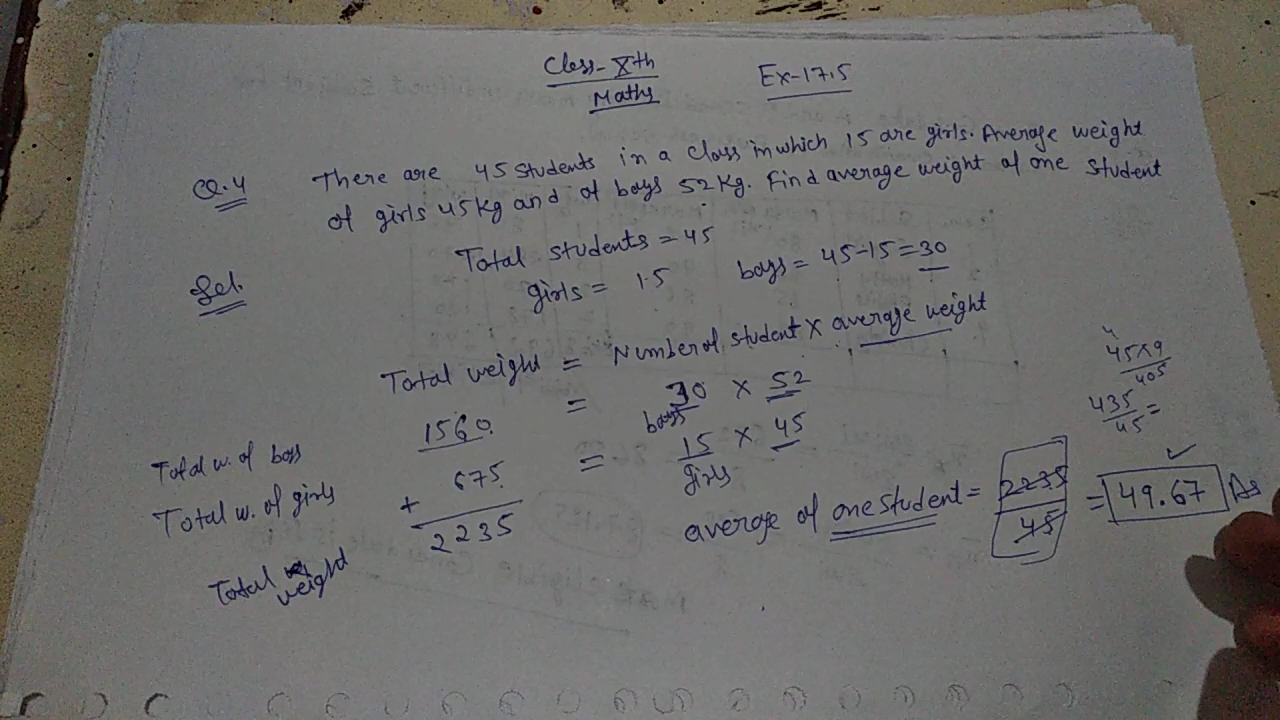 Class-Xth
Maths
Ex-17.5
Q.4 There are 45 students in a class in which 15 are girls. Average weight
of girls 45kg and of boys 52 kg. Find average weight of one student
Sol. Total students = 45
girls = 15 boys = 45-15=30
Total weight = Number of student X average weight
Total w. of boys 1560. = 30 X 52
boys
Total w. of girls + 675 = 15 X 45
girls
Total weight 2235
45X9
405
435/45 =
average of one student = 2235/45 = 49.67 As